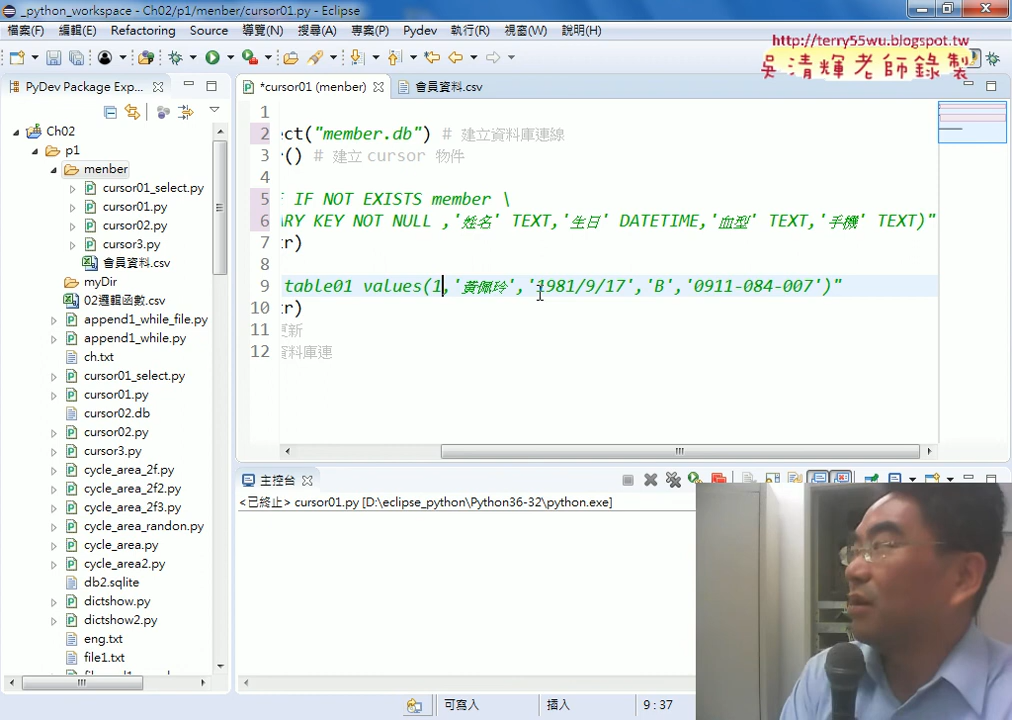 _python_workspace - Ch02/p1/menber/cursor01.py - Eclipse
檔案(F) 編輯(E) Refactoring Source 導覽(N) 搜尋(A) 專案(P) Pydev 執行(R) 視窗(W) 說明(H)
http://terry55wu.blogspot.tw
吳清輝老師錄製
PyDev Package Exp...
*cursor01 (menber)
會員資料.csv
Ch02
p1
menber
cursor01_select.py
cursor01.py
cursor02.py
cursor3.py
會員資料.csv
myDir
02邏輯函數.csv
append1_while_file.py
append1_while.py
ch.txt
cursor01_select.py
cursor01.py
cursor02.db
cursor02.py
cursor3.py
cycle_area_2f.py
cycle_area_2f2.py
cycle_area_2f3.py
cycle_area_randon.py
cycle_area.py
cycle_area2.py
db2.sqlite
dictshow.py
dictshow2.py
eng.txt
file1.txt
1
2 ct("member.db") # 建立資料庫連線
3 () # 建立 cursor 物件
4
5 IF NOT EXISTS member \
6 ARY KEY NOT NULL ,'姓名' TEXT,'生日' DATETIME,'血型' TEXT,'手機' TEXT)"
7 tr)
8
9 table01 values(1,'黃佩玲','1981/9/17','B','0911-084-007')"
10 tr)
11 更新
12 資料庫連
主控台
<已終止> cursor01.py [D:\eclipse_python\Python36-32\python.exe]
可寫入 插入 9:37